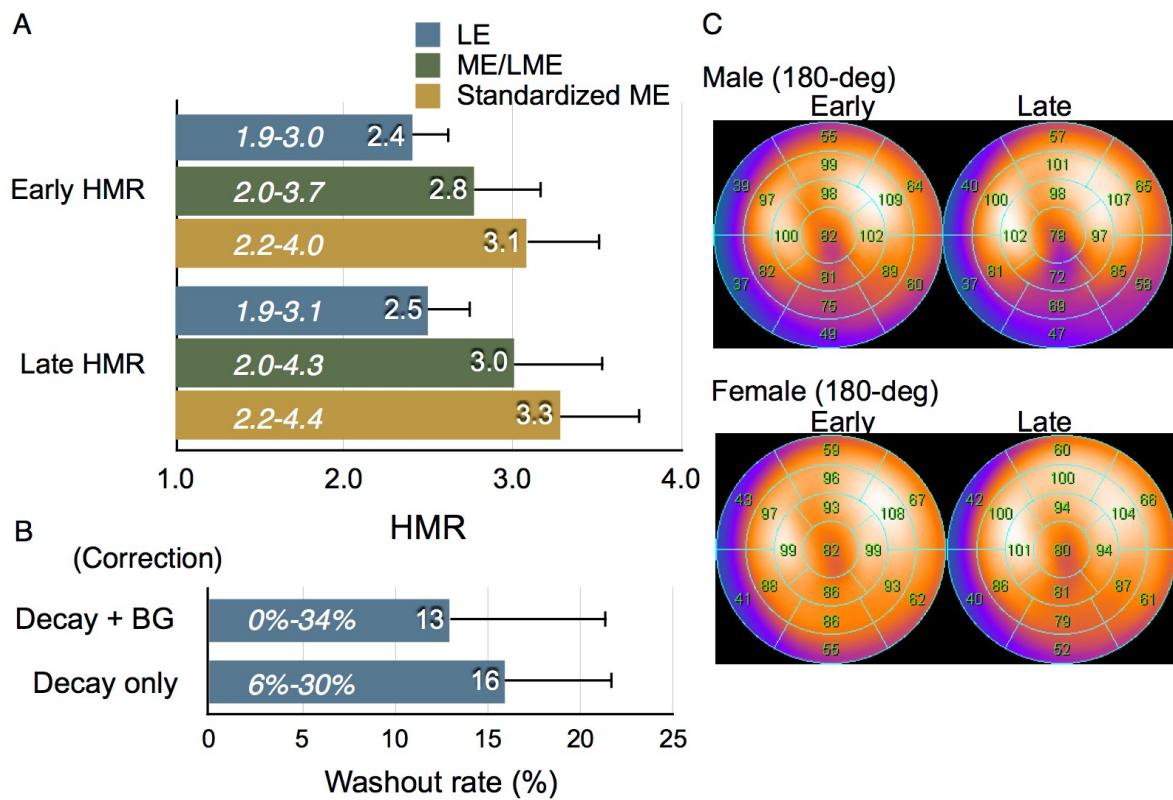 A
LE
ME/LME
Standardized ME
Early HMR
1.9-3.0 2.4
2.0-3.7 2.8
2.2-4.0 3.1
Late HMR
1.9-3.1 2.5
2.0-4.3 3.0
2.2-4.4 3.3
1.0 2.0 3.0 4.0
HMR
B
(Correction)
Decay + BG 0%-34% 13
Decay only 6%-30% 16
0 5 10 15 20 25
Washout rate (%)
C
Male (180-deg)
Early Late
55
99
39 98 64
97 109
100 82 102
82 81 89
37 75 60
49
57
101
40 98 65
100 107
102 78 97
81 72 85
37 69 58
47
Female (180-deg)
Early Late
59
96
43 93 67
97 108
99 82 99
88 86 93
41 86 62
55
60
100
42 94 66
100 104
101 80 94
86 81 87
40 79 61
52